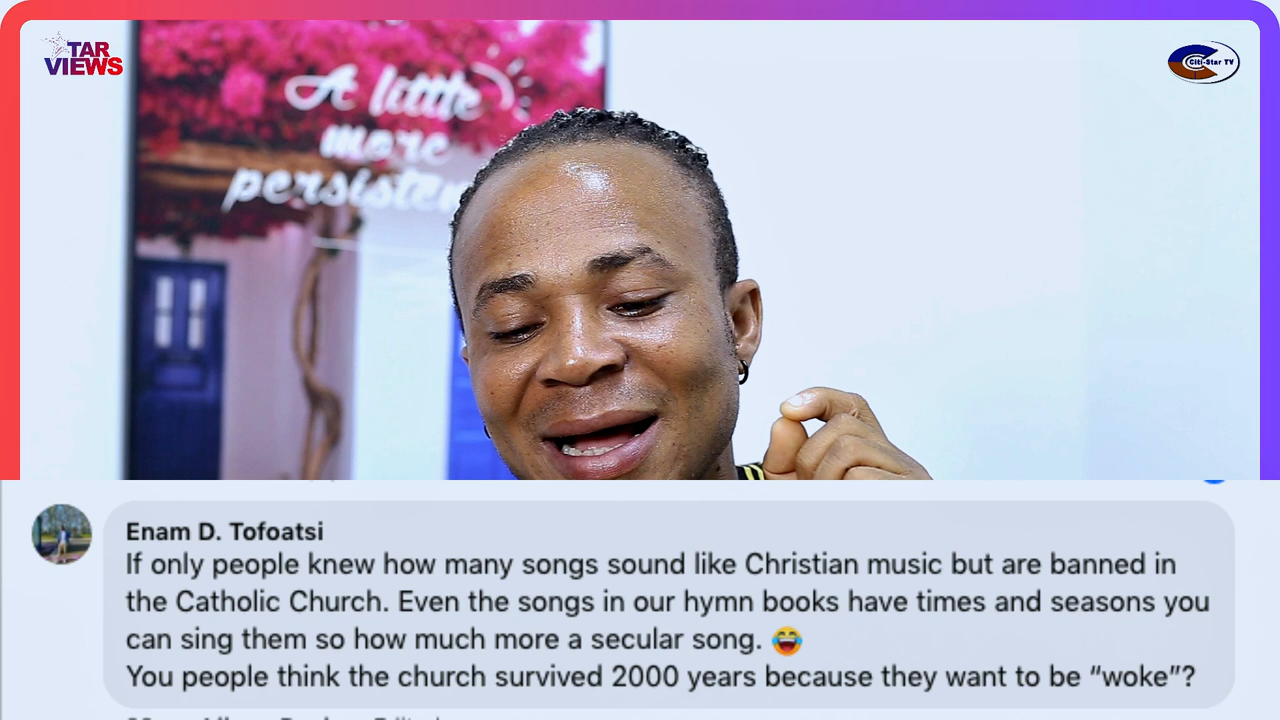 TAR
VIEWS
Citi-Star TV
A little
more
Enam D. Tofoatsi
If only people knew how many songs sound like Christian music but are banned in
the Catholic Church. Even the songs in our hymn books have times and seasons you
can sing them so how much more a secular song. 😂
You people think the church survived 2000 years because they want to be “woke”?